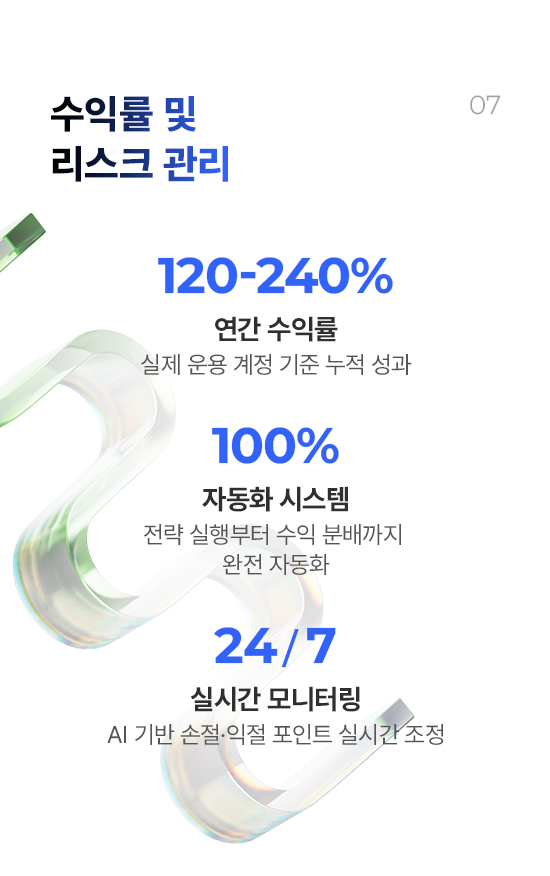 수익률 및
리스크 관리
07
120-240%
연간 수익률
실제 운용 계정 기준 누적 성과
100%
자동화 시스템
전략 실행부터 수익 분배까지
완전 자동화
24/7
실시간 모니터링
AI 기반 손절·익절 포인트 실시간 조정